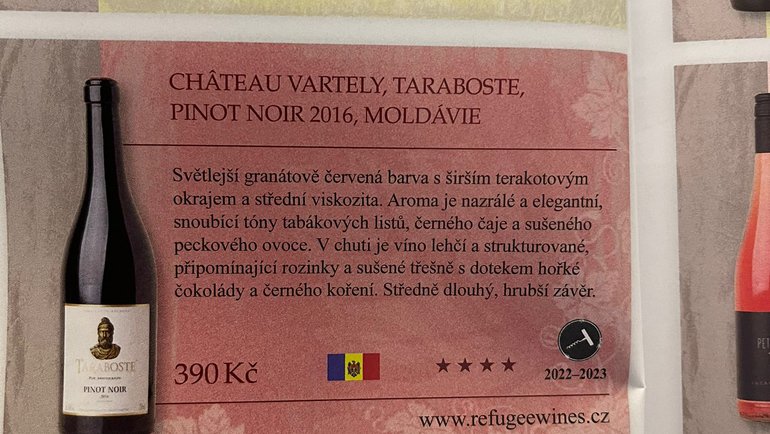 CHÂTEAU VARTELY, TARABOSTE,
PINOT NOIR 2016, MOLDÁVIE
Světlejší granátově červená barva s širším terakotovým
okrajem a střední viskozita. Aroma je nazrálé a elegantní,
snoubící tóny tabákových listů, černého čaje a sušeného
peckového ovoce. V chuti je víno lehčí a strukturované,
připomínající rozinky a sušené třešně s dotekem hořké
čokolády a černého koření. Středně dlouhý, hrubší závěr.
390 Kč
2022–2023
www.refugeewines.cz
TARABOSTE
PINOT NOIR
2016